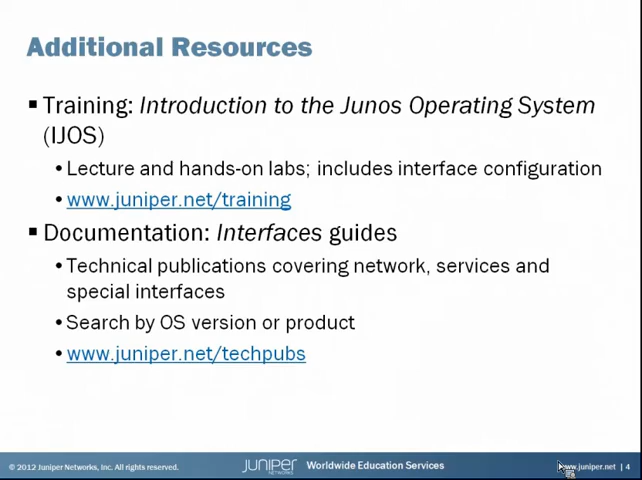 Additional Resources
▪ Training: Introduction to the Junos Operating System
(IJOS)
• Lecture and hands-on labs; includes interface configuration
• www.juniper.net/training
▪ Documentation: Interfaces guides
• Technical publications covering network, services and
special interfaces
• Search by OS version or product
• www.juniper.net/techpubs
© 2012 Juniper Networks, Inc. All rights reserved. JUNIPER NETWORKS Worldwide Education Services www.juniper.net | 4